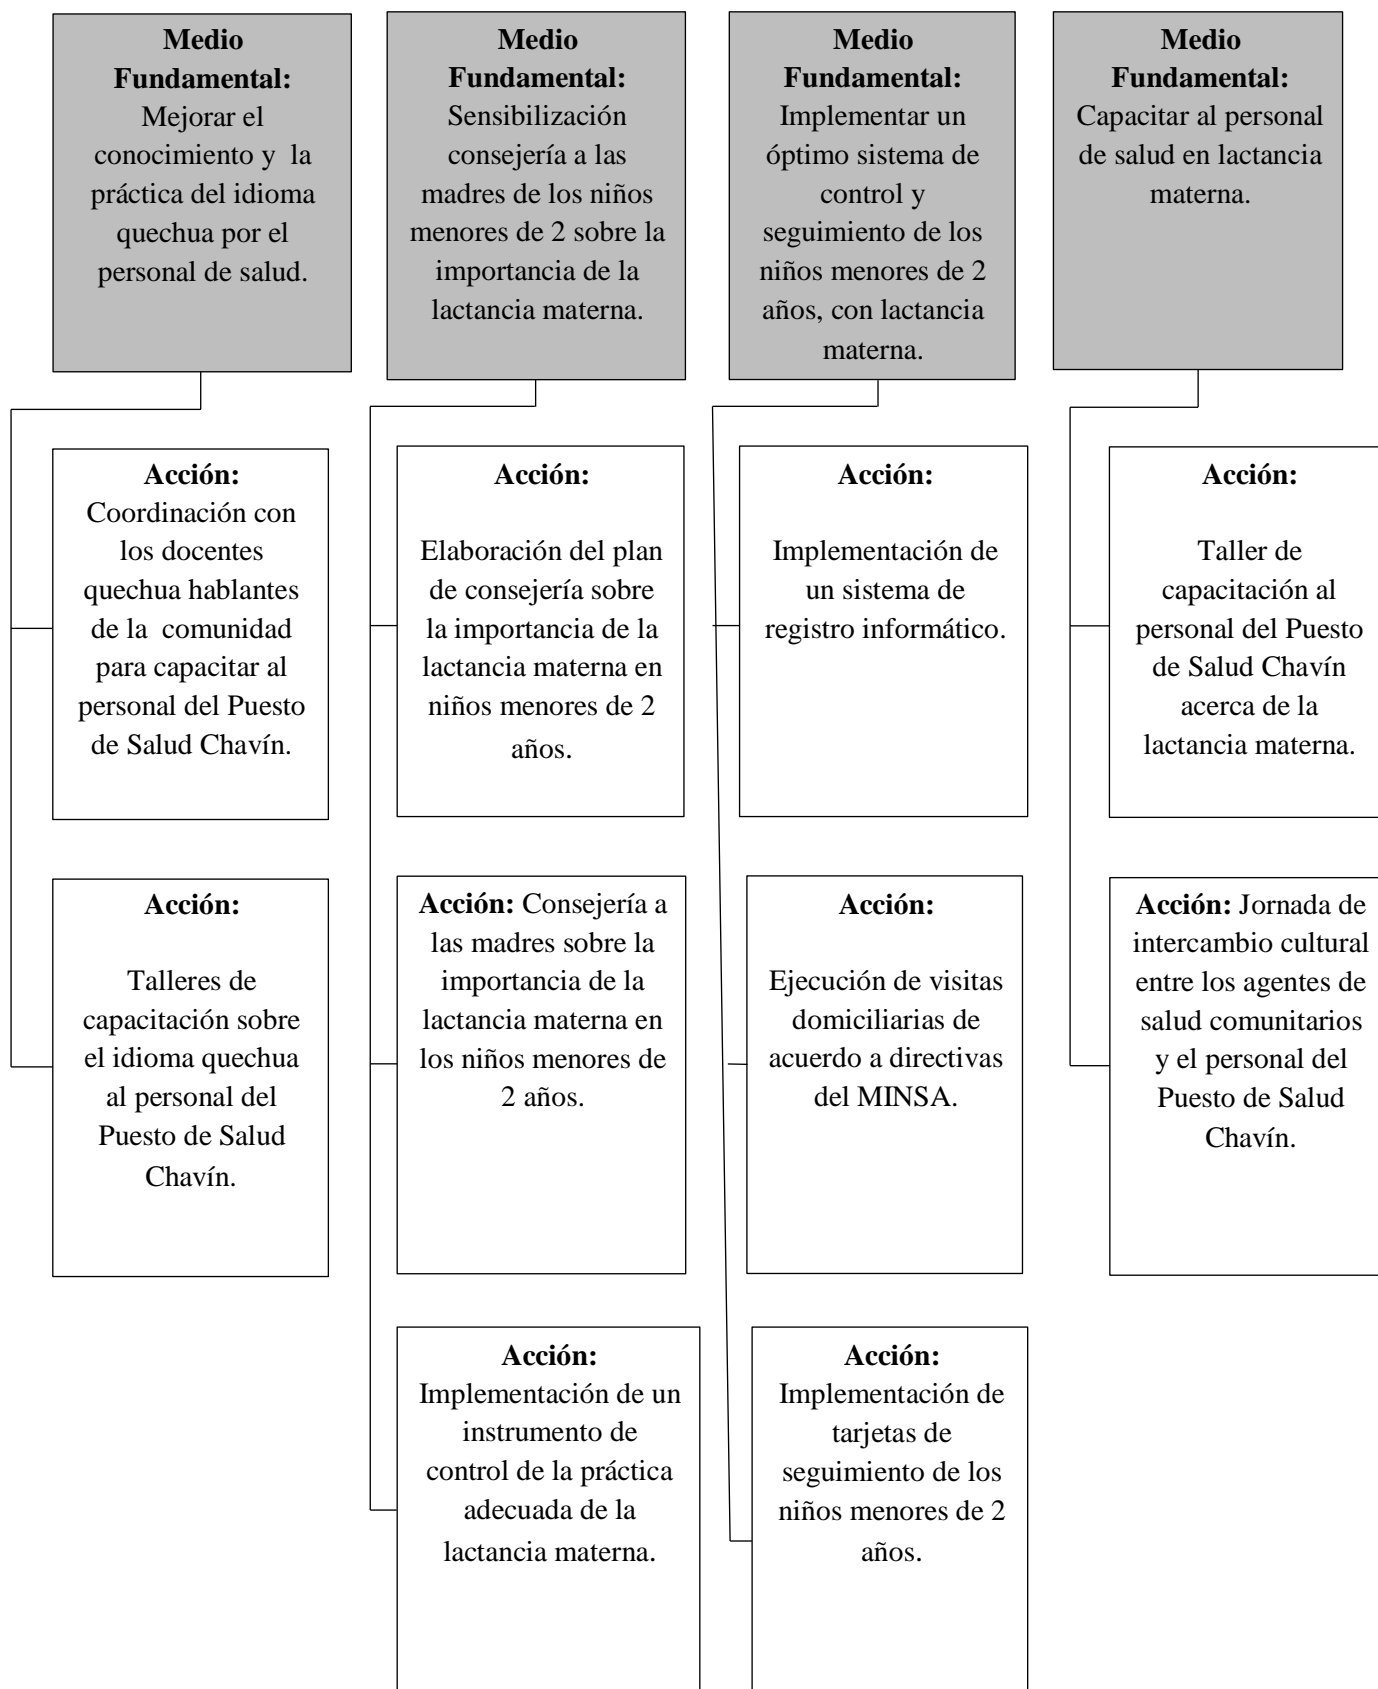 Medio
Fundamental:
Mejorar el
conocimiento y la
práctica del idioma
quechua por el
personal de salud.
Medio
Fundamental:
Sensibilización
consejería a las
madres de los niños
menores de 2 sobre la
importancia de la
lactancia materna.
Medio
Fundamental:
Implementar un
óptimo sistema de
control y
seguimiento de los
niños menores de 2
años, con lactancia
materna.
Medio
Fundamental:
Capacitar al personal
de salud en lactancia
materna.
Acción:
Coordinación con
los docentes
quechua hablantes
de la comunidad
para capacitar al
personal del Puesto
de Salud Chavín.
Acción:
Elaboración del plan
de consejería sobre
la importancia de la
lactancia materna en
niños menores de 2
años.
Acción:
Implementación de
un sistema de
registro informático.
Acción:
Taller de
capacitación al
personal del Puesto
de Salud Chavín
acerca de la
lactancia materna.
Acción:
Talleres de
capacitación sobre
el idioma quechua
al personal del
Puesto de Salud
Chavín.
Acción: Consejería a
las madres sobre la
importancia de la
lactancia materna en
los niños menores de
2 años.
Acción:
Ejecución de visitas
domiciliarias de
acuerdo a directivas
del MINSA.
Acción: Jornada de
intercambio cultural
entre los agentes de
salud comunitarios
y el personal del
Puesto de Salud
Chavín.
Acción:
Implementación de un
instrumento de
control de la práctica
adecuada de la
lactancia materna.
Acción:
Implementación de
tarjetas de
seguimiento de los
niños menores de 2
años.